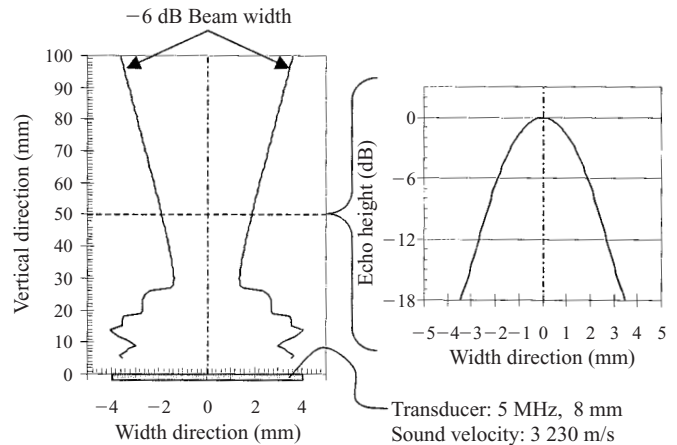 −6 dB Beam width
100
90
80
70
60
50
40
30
20
10
0
Vertical direction (mm)
−4 −2 0 2 4
Width direction (mm)
0
−6
−12
−18
Echo height (dB)
−5 −4 −3 −2 −1 0 1 2 3 4 5
Width direction (mm)
Transducer: 5 MHz, 8 mm
Sound velocity: 3 230 m/s